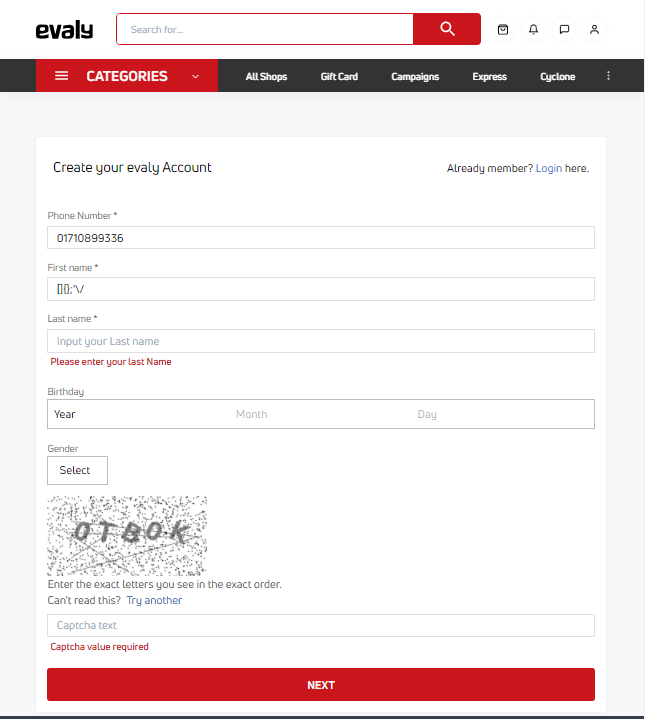 evaly
Search for...
CATEGORIES All Shops Gift Card Campaigns Express Cyclone
Create your evaly Account
Already member? Login here.
Phone Number *
01710899336
First name *
[]{};'\/
Last name *
Input your Last name
Please enter your last Name
Birthday
Year Month Day
Gender
Select
OTBOK
Enter the exact letters you see in the exact order.
Can't read this? Try another
Captcha text
Captcha value required
NEXT